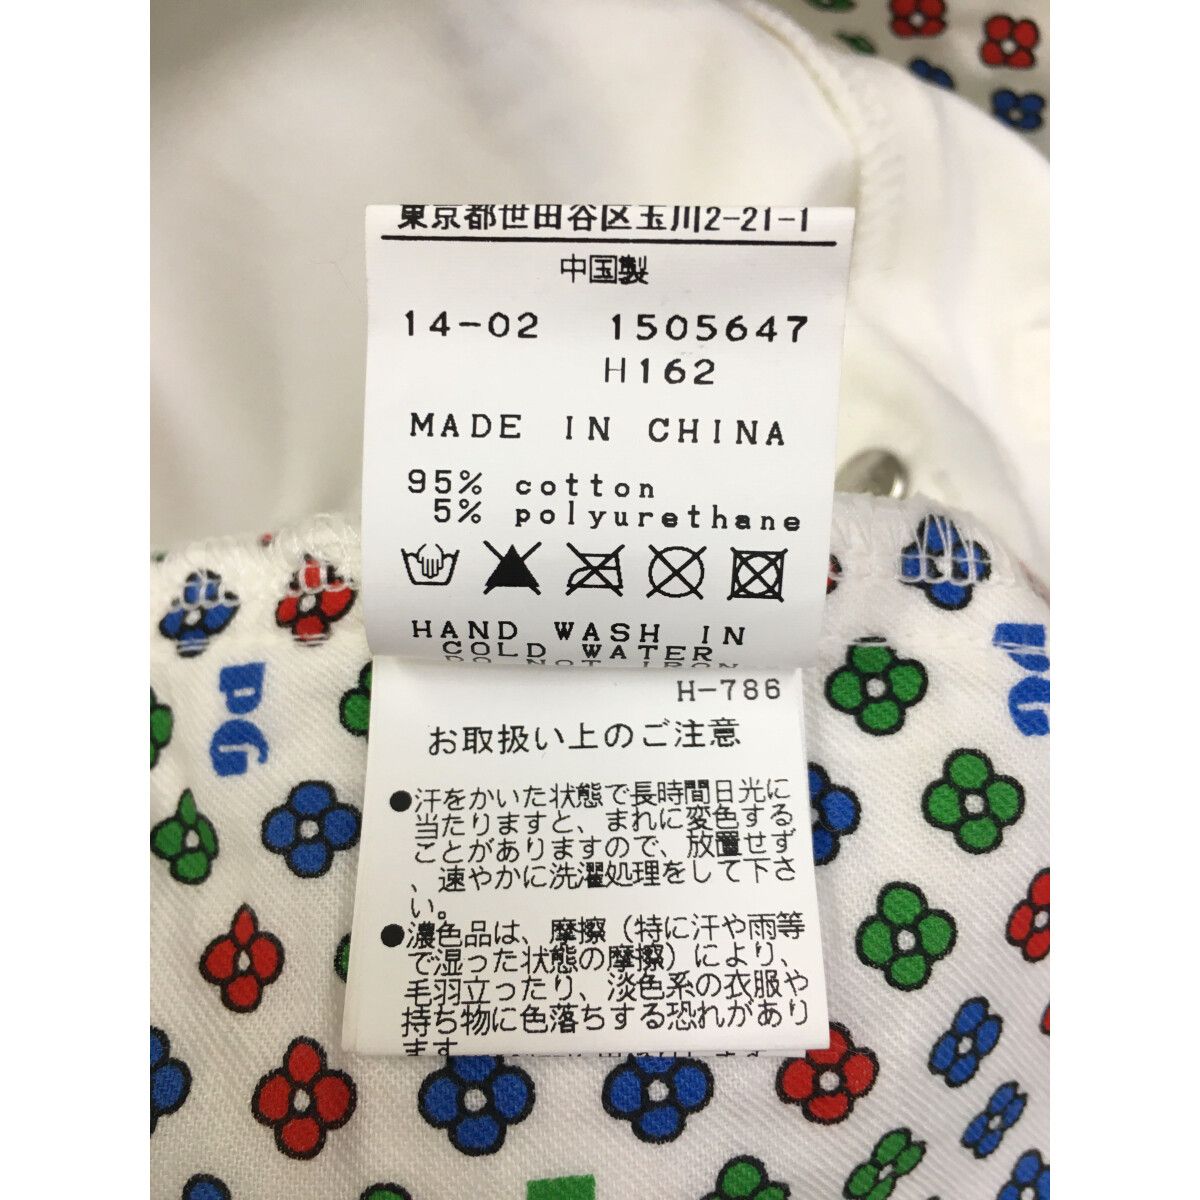 東京都世田谷区玉川2-21-1
中国製
14-02 1505647
H162
MADE IN CHINA
95% cotton
5% polyurethane
HAND WASH IN
COLD WATER
DO NOT IRON
H-786
お取扱い上のご注意
●汗をかいた状態で長時間日光に
当たりますと、まれに変色する
ことがありますので、放置せず
、速やかに洗濯処理をして下さ
い。
●濃色品は、摩擦(特に汗や雨等
で湿った状態の摩擦)により、
毛羽立ったり、淡色系の衣服や
持ち物に色落ちする恐れがあり
ます